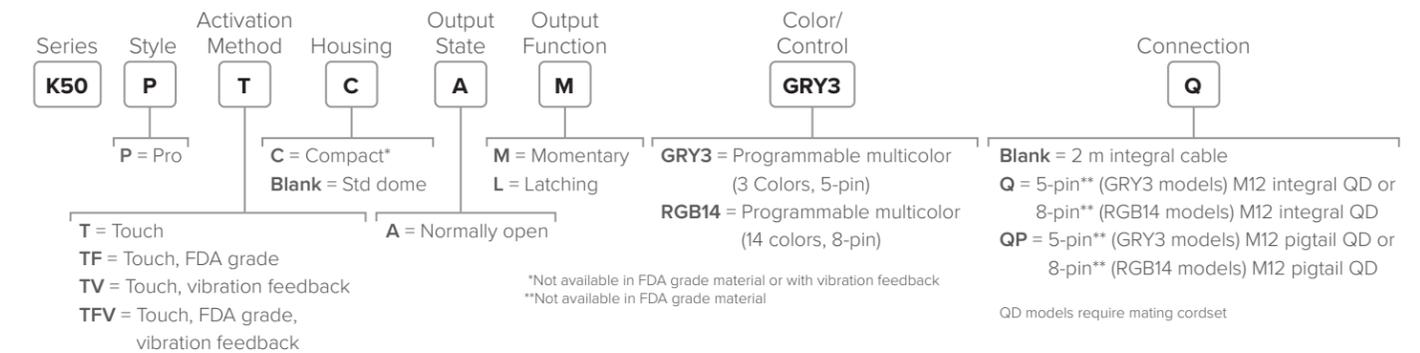 Series
Style
Activation
Method
Housing
Output
State
Output
Function
Color/
Control
Connection
K50
P
T
C
A
M
GRY3
Q
P = Pro
C = Compact*
Blank = Std dome
M = Momentary
L = Latching
GRY3 = Programmable multicolor
(3 Colors, 5-pin)
RGB14 = Programmable multicolor
(14 colors, 8-pin)
Blank = 2 m integral cable
Q = 5-pin** (GRY3 models) M12 integral QD or
8-pin** (RGB14 models) M12 integral QD
QP = 5-pin** (GRY3 models) M12 pigtail QD or
8-pin** (RGB14 models) M12 pigtail QD
T = Touch
TF = Touch, FDA grade
TV = Touch, vibration feedback
TFV = Touch, FDA grade,
vibration feedback
A = Normally open
*Not available in FDA grade material or with vibration feedback
**Not available in FDA grade material
QD models require mating cordset